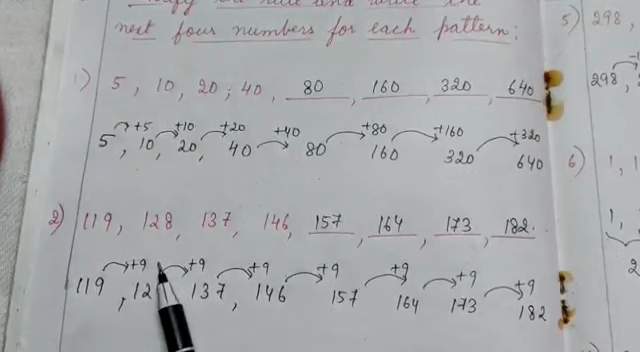 next four numbers for each pattern:
1) 5, 10, 20, 40, 80 160 320 640
+5 +10 +20 +40 +80 +160 +320
5, 10, 20, 40 80 160 320 640
2) 119, 128, 137, 146, 157, 164, 173, 182.
+9 +9 +9 +9 +9 +9 +9
119, 12 137, 146 157 164 173 182
5) 298,
298
6) 1, 1
1,
2